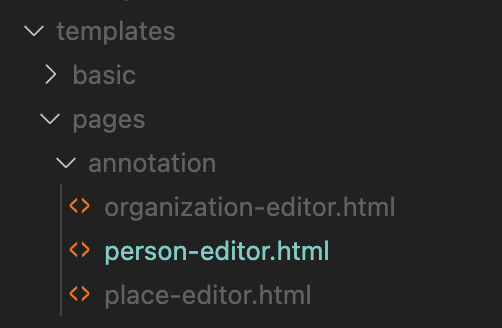 templates
basic
pages
annotation
organization-editor.html
person-editor.html
place-editor.html